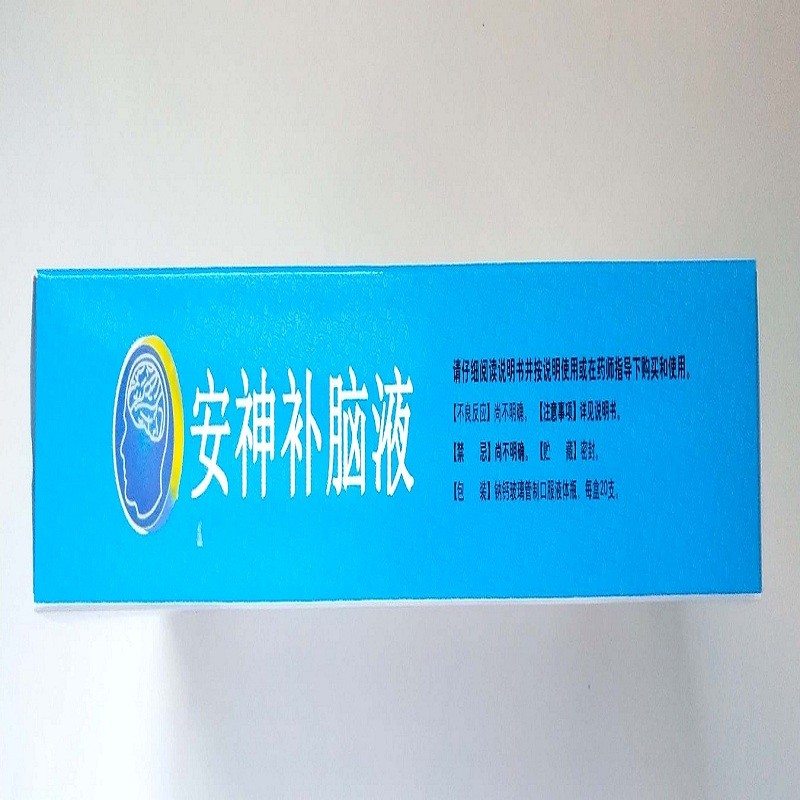 安神补脑液
请仔细阅读说明书并按说明使用或在药师指导下购买和使用。
【不良反应】尚不明确。【注意事项】详见说明书。
【禁 忌】尚不明确。【贮 藏】密封。
【包 装】钠钙玻璃管制口服液体瓶，每盒20支。